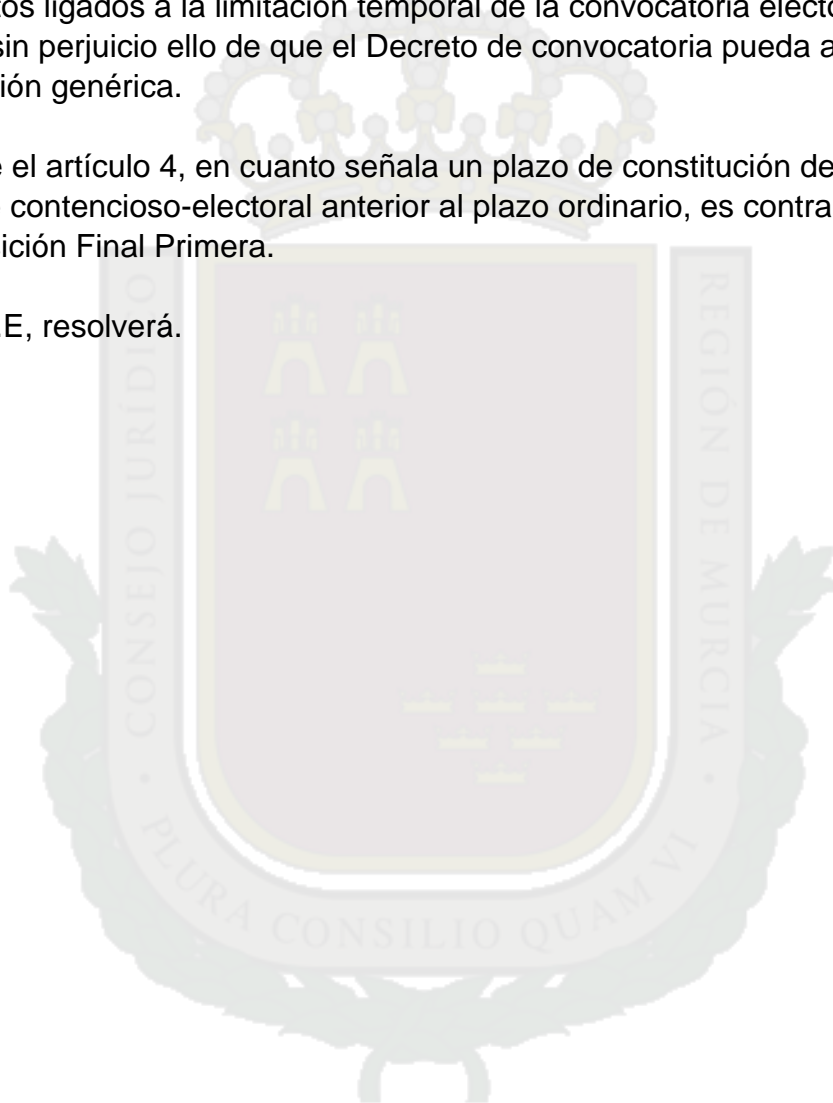 tos ligados a la limitación temporal de la convocatoria electo
sin perjuicio ello de que el Decreto de convocatoria pueda a
ión genérica.
e el artículo 4, en cuanto señala un plazo de constitución de
contencioso-electoral anterior al plazo ordinario, es contra
ición Final Primera.
E, resolverá.
CONSEJO JURÍDICO
REGIÓN DE MURCIA
PLURA CONSILIO QUAM VI